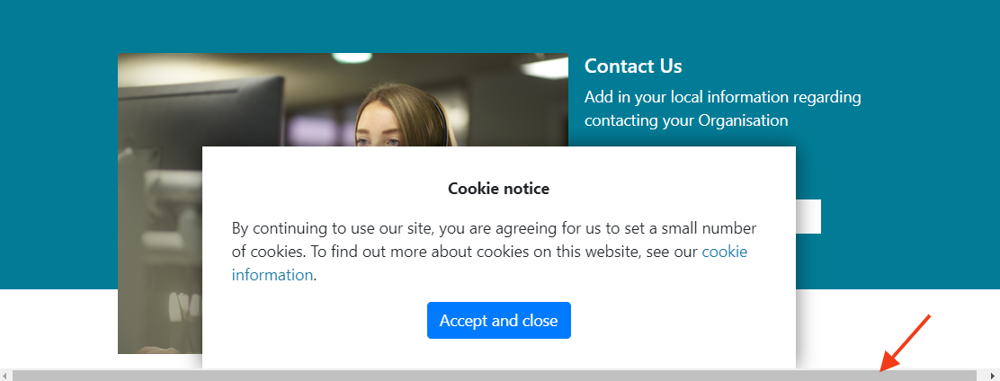 Contact Us
Add in your local information regarding
contacting your Organisation
Cookie notice
By continuing to use our site, you are agreeing for us to set a small number
of cookies. To find out more about cookies on this website, see our cookie
information.
Accept and close